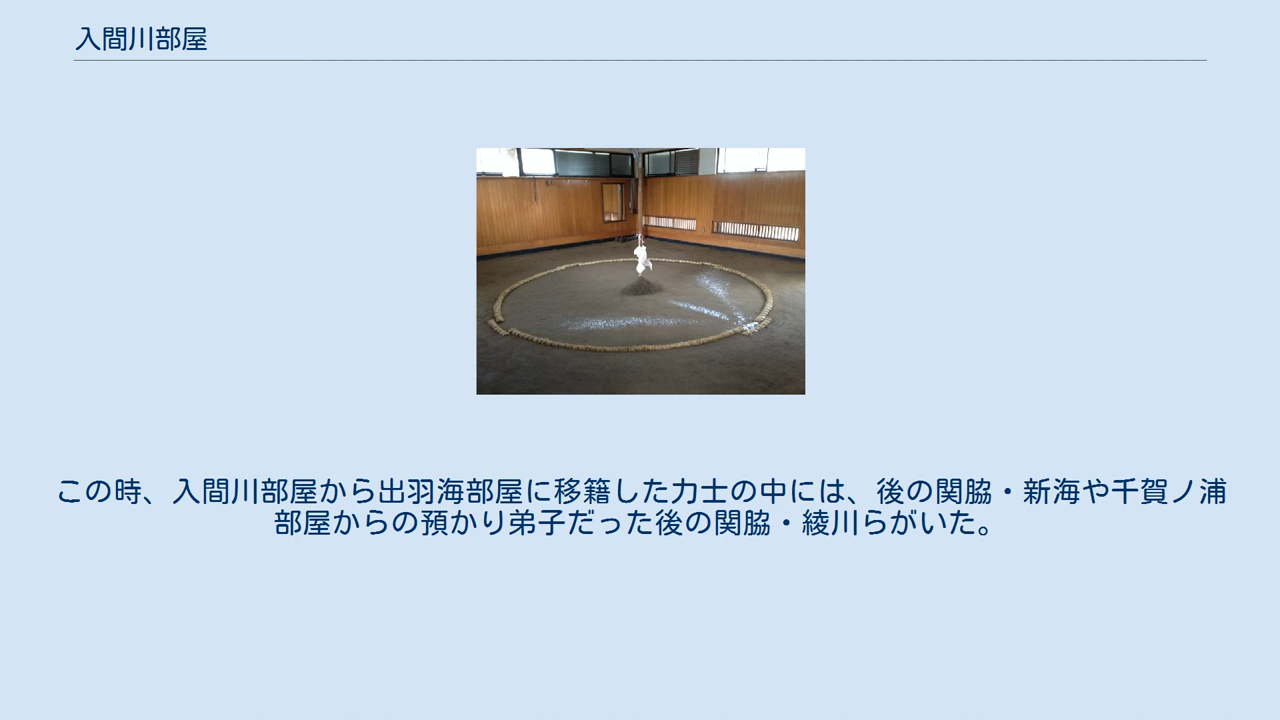 入間川部屋
この時、入間川部屋から出羽海部屋に移籍した力士の中には、後の関脇・新海や千賀ノ浦
部屋からの預かり弟子だった後の関脇・綾川らがいた。